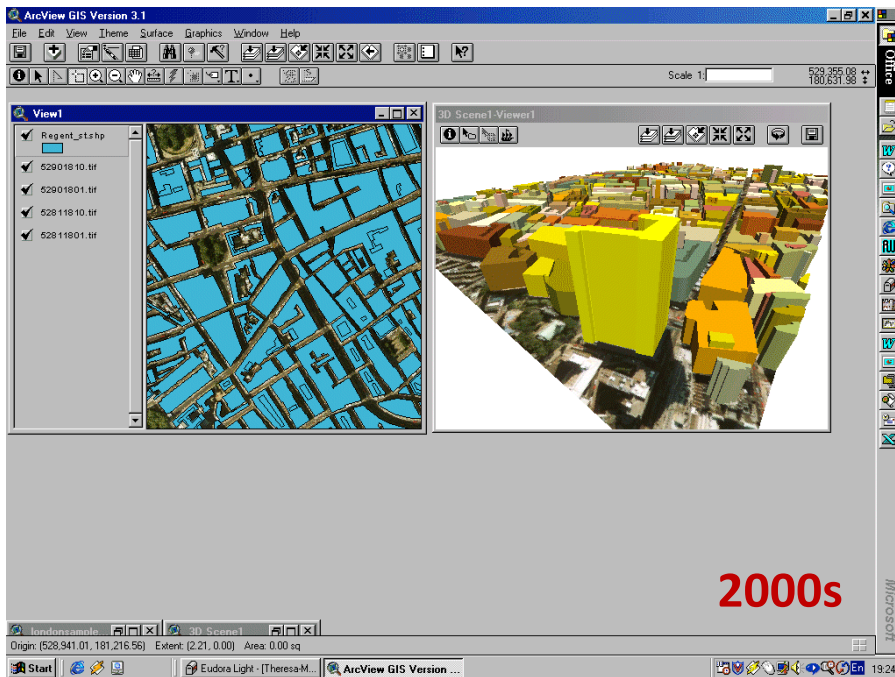 ArcView GIS Version 3.1
File Edit View Theme Surface Graphics Window Help
Scale 1:
529,355.08
180,631.98
View1
Regent_st.shp
52901810.tif
52901801.tif
52811810.tif
52811801.tif
3D Scene1-Viewer1
Office
2000s
Microsoft
londonsample...
3D Scene1
Origin: (528,941.01, 181,216.56) Extent: (2.21, 0.00) Area: 0.00 sq
Start
Eudora Light - [Theresa-M...
ArcView GIS Version ...
En
19:24